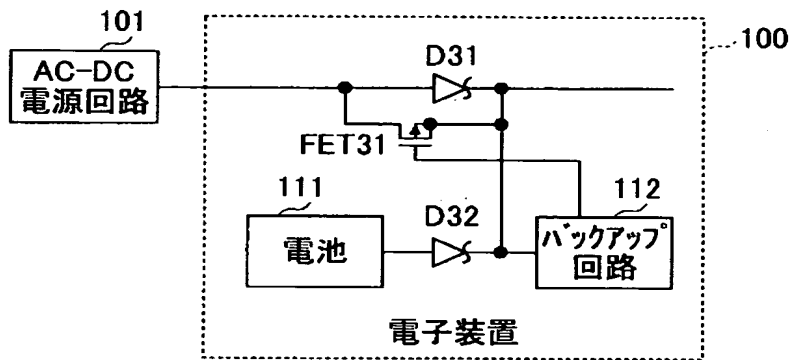 101
AC-DC
電源回路
100
D31
FET31
111
電池
D32
112
バックアップ
回路
電子装置